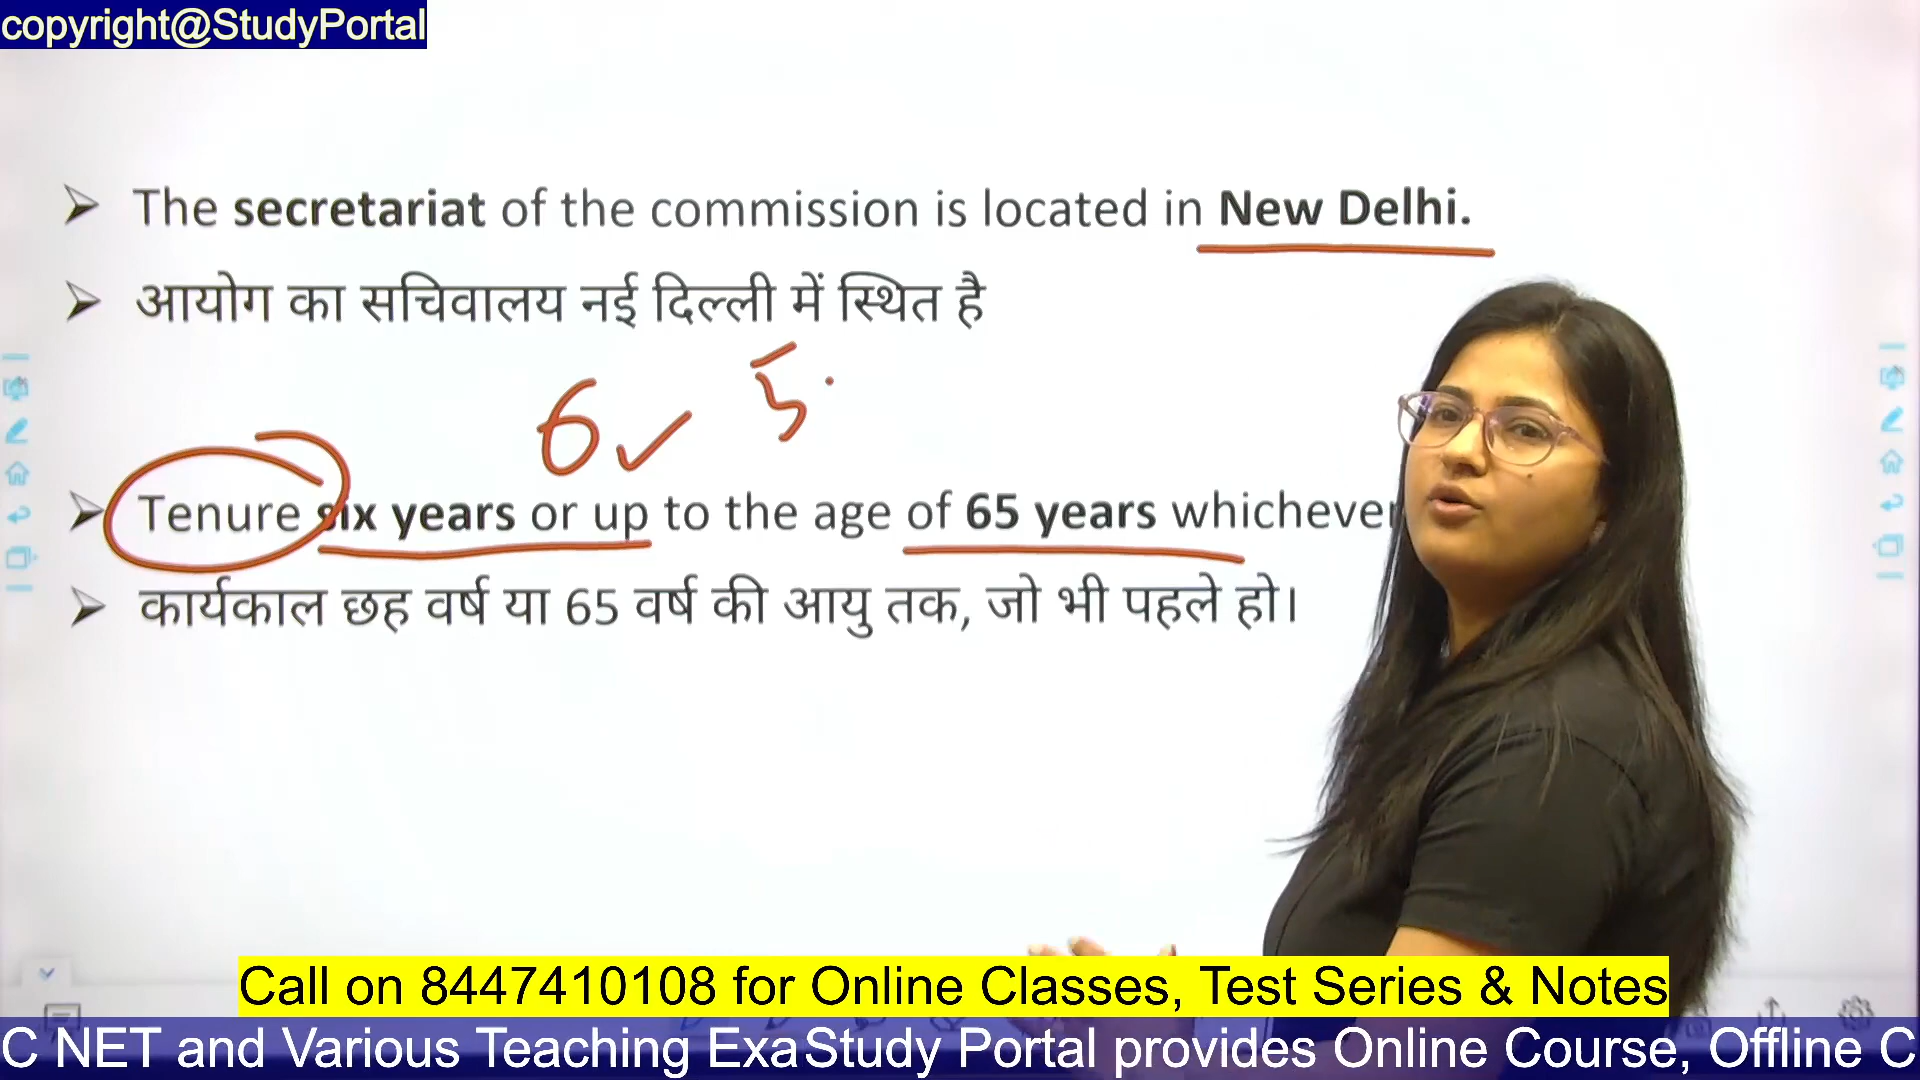 copyright@StudyPortal
The secretariat of the commission is located in New Delhi.
आयोग का सचिवालय नई दिल्ली में स्थित है
6 5
Tenure six years or up to the age of 65 years whichever
कार्यकाल छह वर्ष या 65 वर्ष की आयु तक, जो भी पहले हो।
Call on 8447410108 for Online Classes, Test Series & Notes
C NET and Various Teaching Exa Study Portal provides Online Course, Offline C